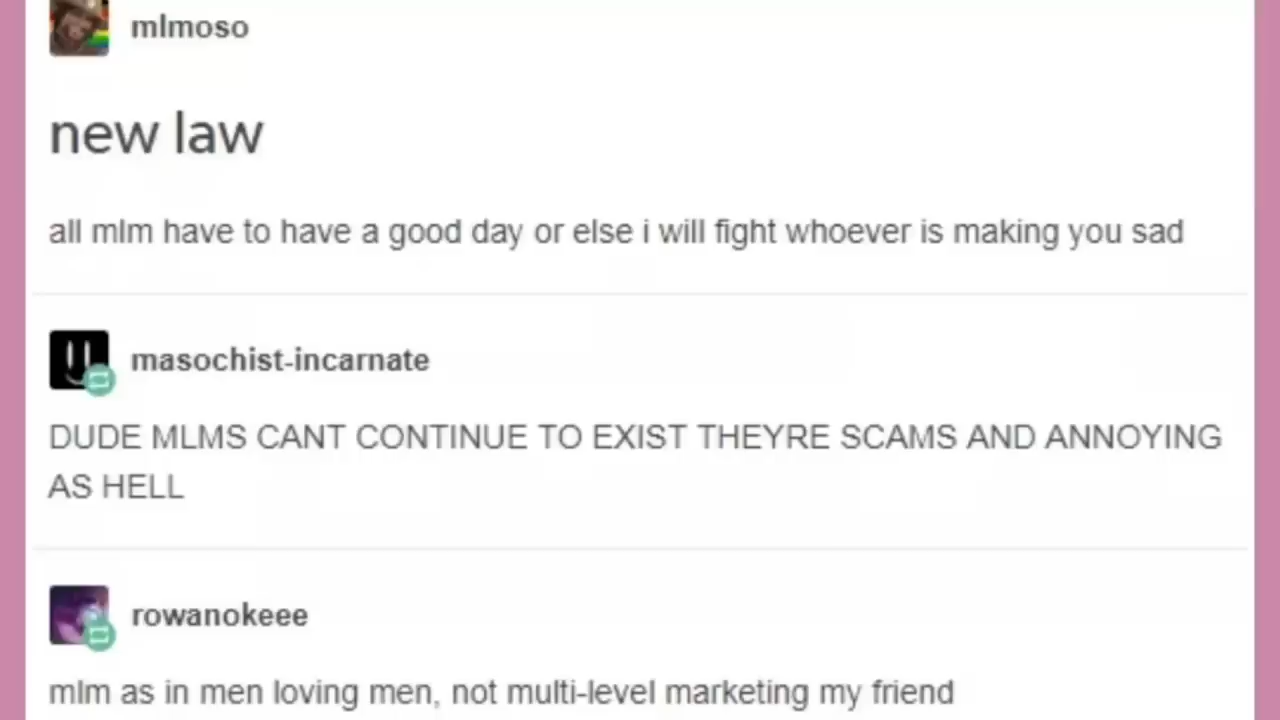 mlmoso
new law
all mlm have to have a good day or else i will fight whoever is making you sad
masochist-incarnate
DUDE MLMS CANT CONTINUE TO EXIST THEYRE SCAMS AND ANNOYING
AS HELL
rowanokeee
mlm as in men loving men, not multi-level marketing my friend